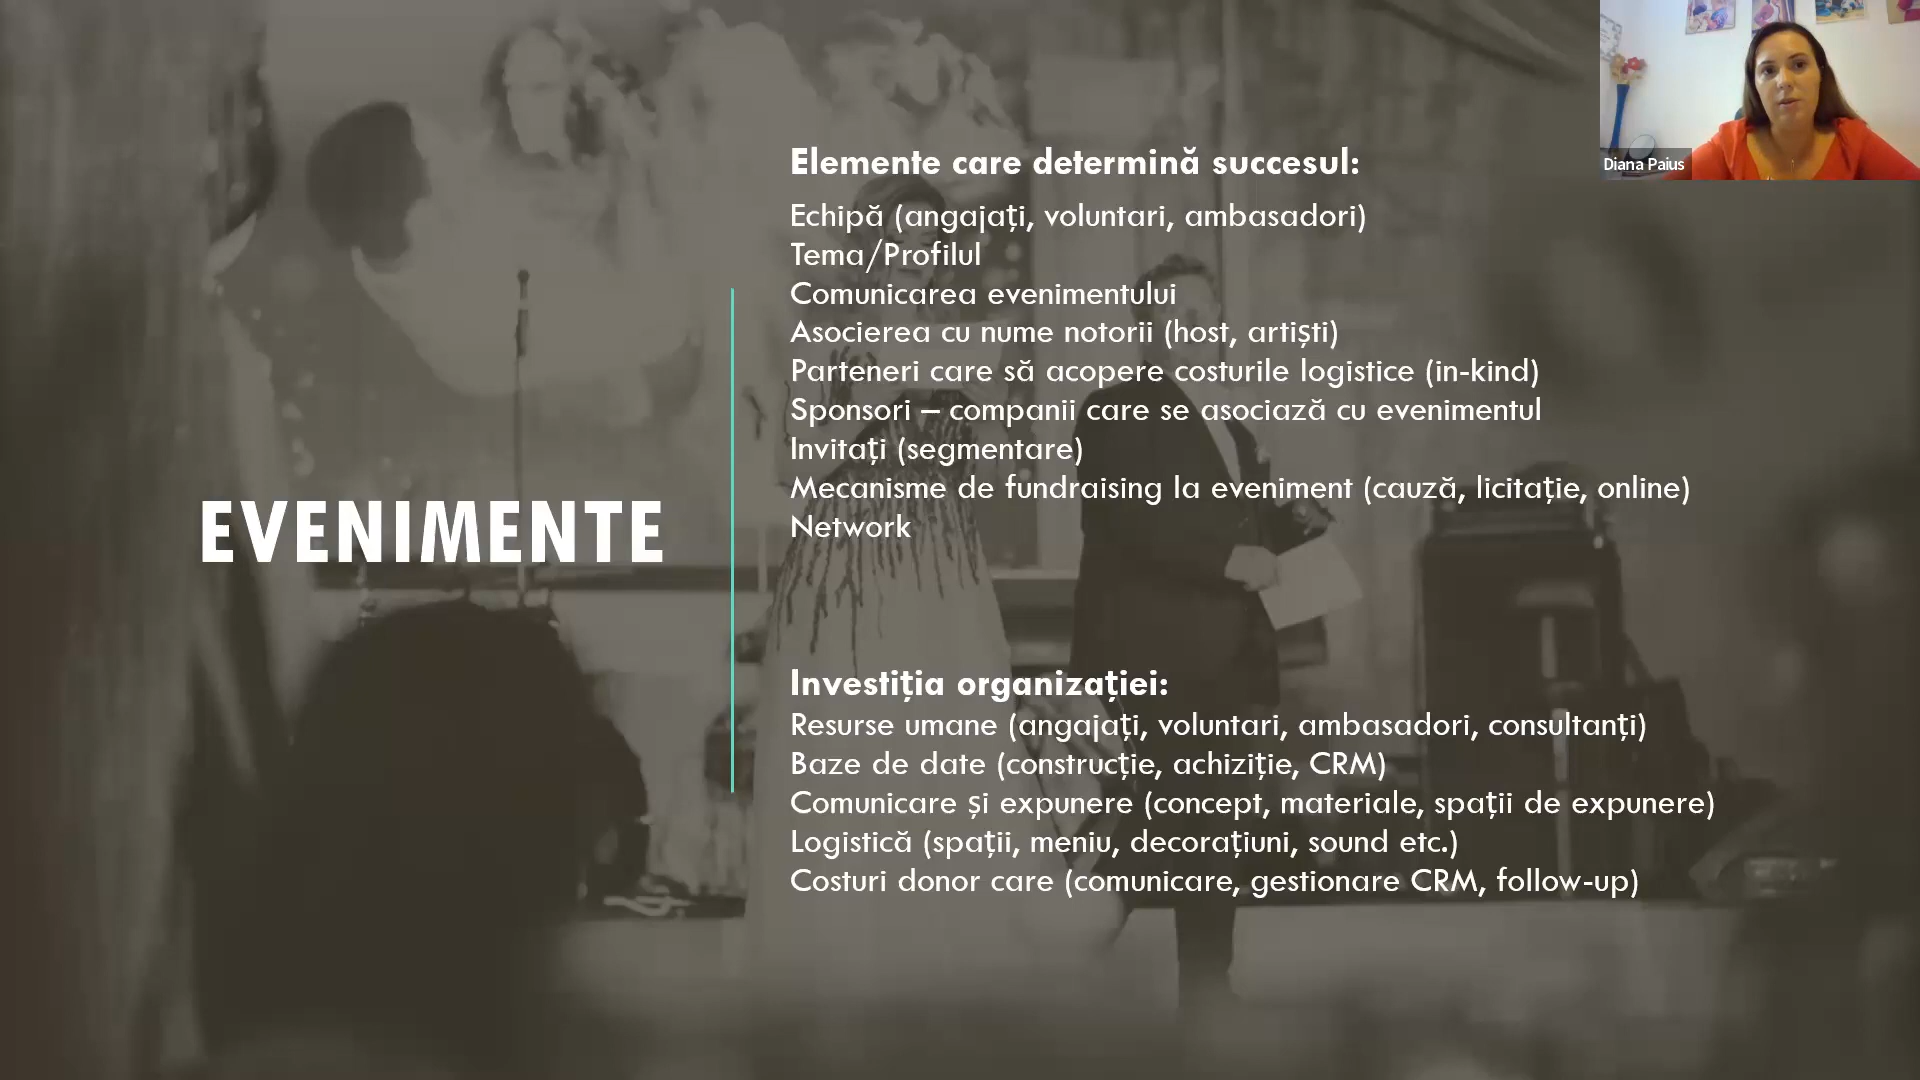 Diana Paius
EVENIMENTE
Elemente care determină succesul:
Echipă (angajați, voluntari, ambasadori)
Tema/Profilul
Comunicarea evenimentului
Asocierea cu nume notorii (host, artiști)
Parteneri care să acopere costurile logistice (in-kind)
Sponsori – companii care se asociază cu evenimentul
Invitați (segmentare)
Mecanisme de fundraising la eveniment (cauză, licitație, online)
Network
Investiția organizației:
Resurse umane (angajați, voluntari, ambasadori, consultanți)
Baze de date (construcție, achiziție, CRM)
Comunicare și expunere (concept, materiale, spații de expunere)
Logistică (spații, meniu, decorațiuni, sound etc.)
Costuri donor care (comunicare, gestionare CRM, follow-up)